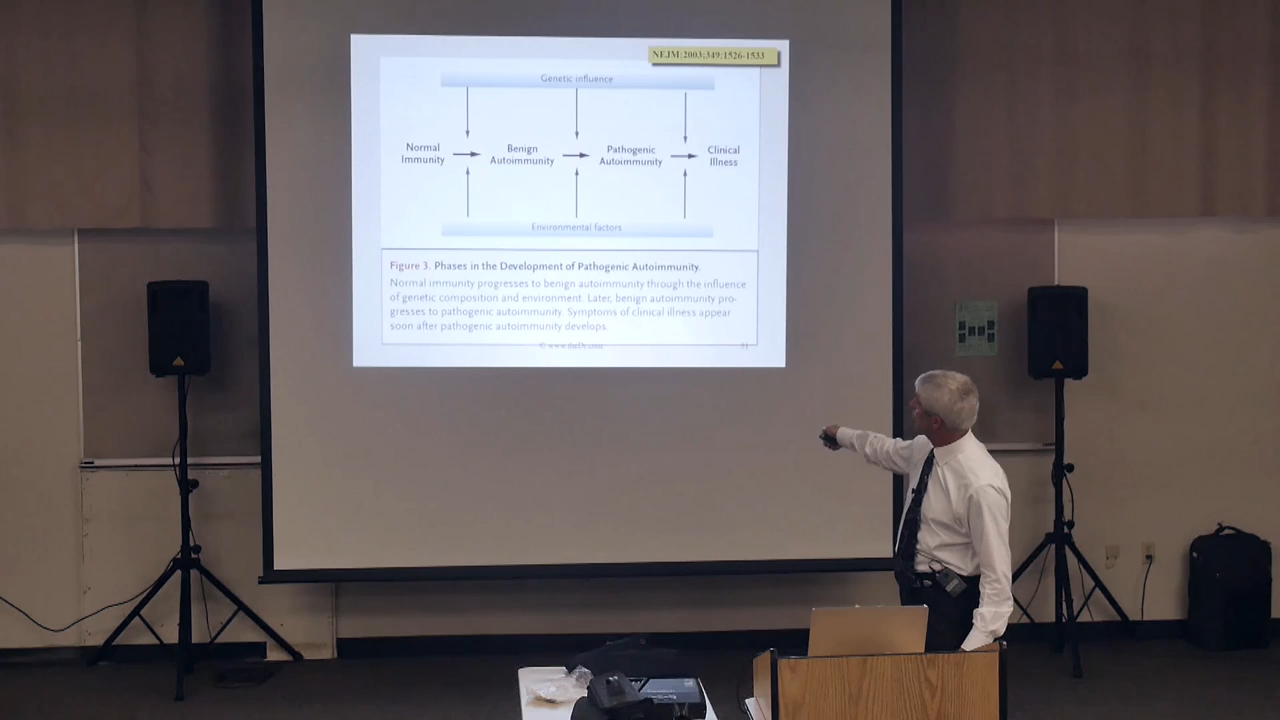 NEJM:2003;349:1526-1533
Genetic influence
Normal Immunity
Benign Autoimmunity
Pathogenic Autoimmunity
Clinical Illness
Environmental factors
Figure 3. Phases in the Development of Pathogenic Autoimmunity.
Normal immunity progresses to benign autoimmunity through the influence
of genetic composition and environment. Later, benign autoimmunity pro-
gresses to pathogenic autoimmunity. Symptoms of clinical illness appear
soon after pathogenic autoimmunity develops.